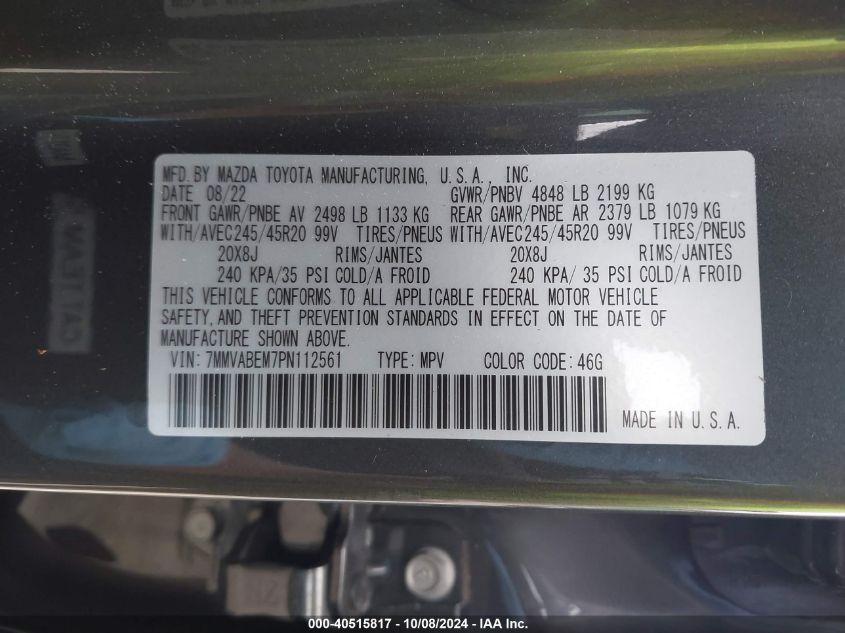 MFD. BY MAZDA TOYOTA MANUFACTURING, U.S.A., INC.
DATE 08/22 GVWR/PNBV 4848 LB 2199 KG
FRONT GAWR/PNBE AV 2498 LB 1133 KG REAR GAWR/PNBE AR 2379 LB 1079 KG
WITH/AVEC245/45R20 99V TIRES/PNEUS WITH/AVEC245/45R20 99V TIRES/PNEUS
20X8J RIMS/JANTES 20X8J RIMS/JANTES
240 KPA/35 PSI COLD/A FROID 240 KPA/ 35 PSI COLD/A FROID
THIS VEHICLE CONFORMS TO ALL APPLICABLE FEDERAL MOTOR VEHICLE
SAFETY, AND THEFT PREVENTION STANDARDS IN EFFECT ON THE DATE OF
MANUFACTURE SHOWN ABOVE.
VIN: 7MMVABEM7PN112561 TYPE: MPV COLOR CODE: 46G
MADE IN U.S.A.
000-40515817 - 10/08/2024 - IAA Inc.